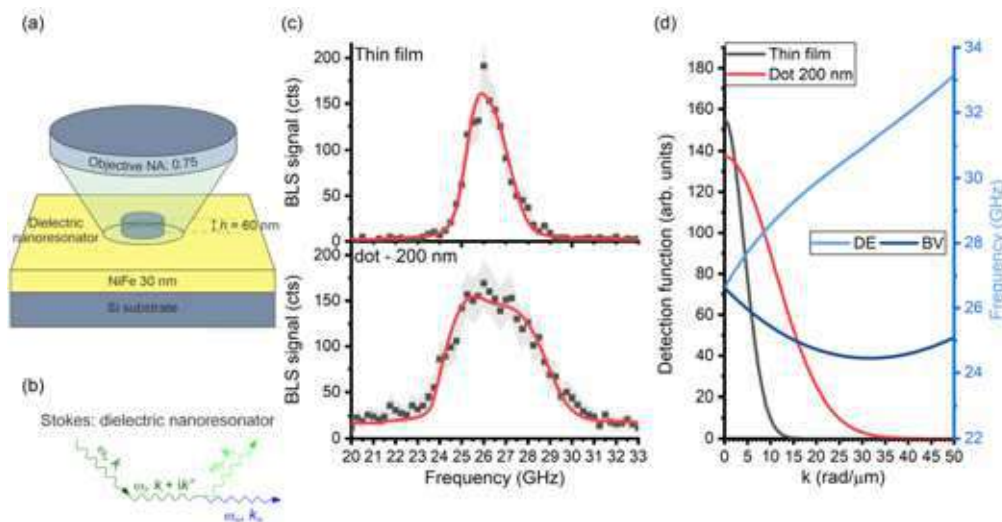 (a)
Objective NA, 0.75
Dielectric
nanoresonator
h = 60 nm
NiFe 30 nm
Si substrate
(b)
Stokes: dielectric nanoresonator
(c)
Thin film
BLS signal (cts)
200
150
100
50
0
dot - 200 nm
BLS signal (cts)
200
150
100
50
0
20 21 22 23 24 25 26 27 28 29 30 31 32 33
Frequency (GHz)
(d)
Thin film
Dot 200 nm
DE BV
Detection function (arb. units)
180
160
140
120
100
80
60
40
20
0
0 5 10 15 20 25 30 35 40 45 50
k (rad/μm)
34
32
30
28
26
24
22
Frequency (GHz)